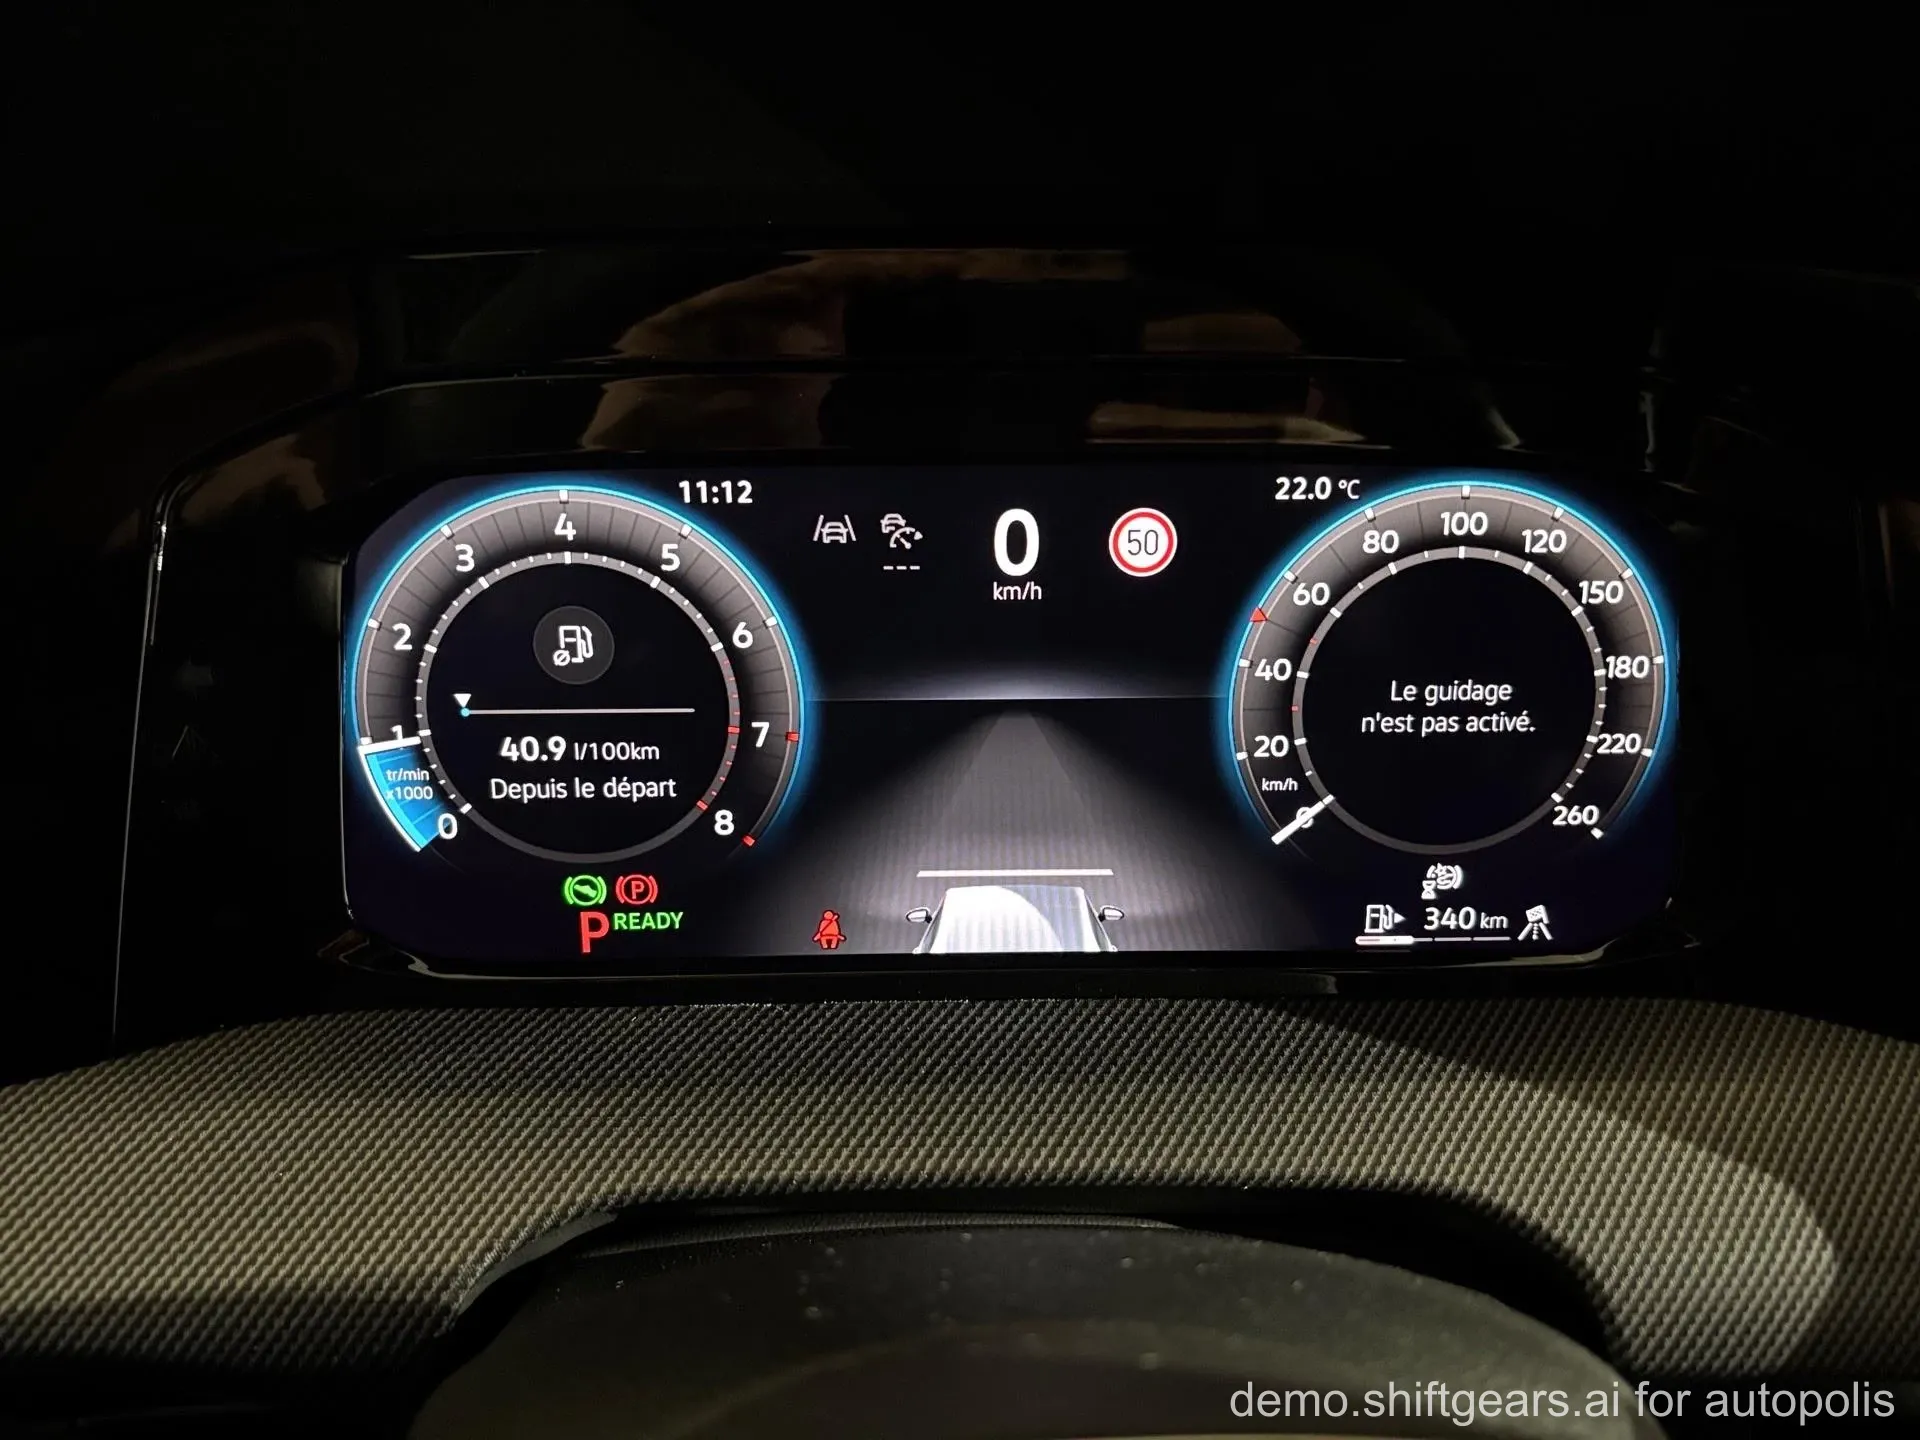 11:12
22.0 °C
0
km/h
50
0
1
2
3
4
5
6
7
8
tr/min
x1000
40.9 l/100km
Depuis le départ
20
40
60
80
100
120
150
180
220
260
km/h
Le guidage
n'est pas activé.
P
P READY
340 km
demo.shiftgears.ai for autopolis